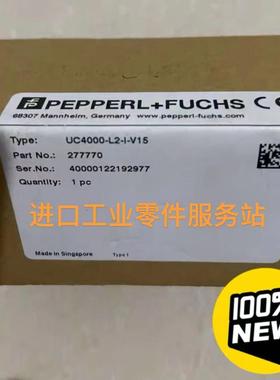 PEPPERL+FUCHS
68307 Mannheim, Germany www.pepperl-fuchs.com
Type: UC4000-L2-I-V15
Part No.: 277770
Ser.No.: 40000122192977
Quantity: 1 pc
进口工业零件服务站
Made in Singapore Type 1
100%
NEW